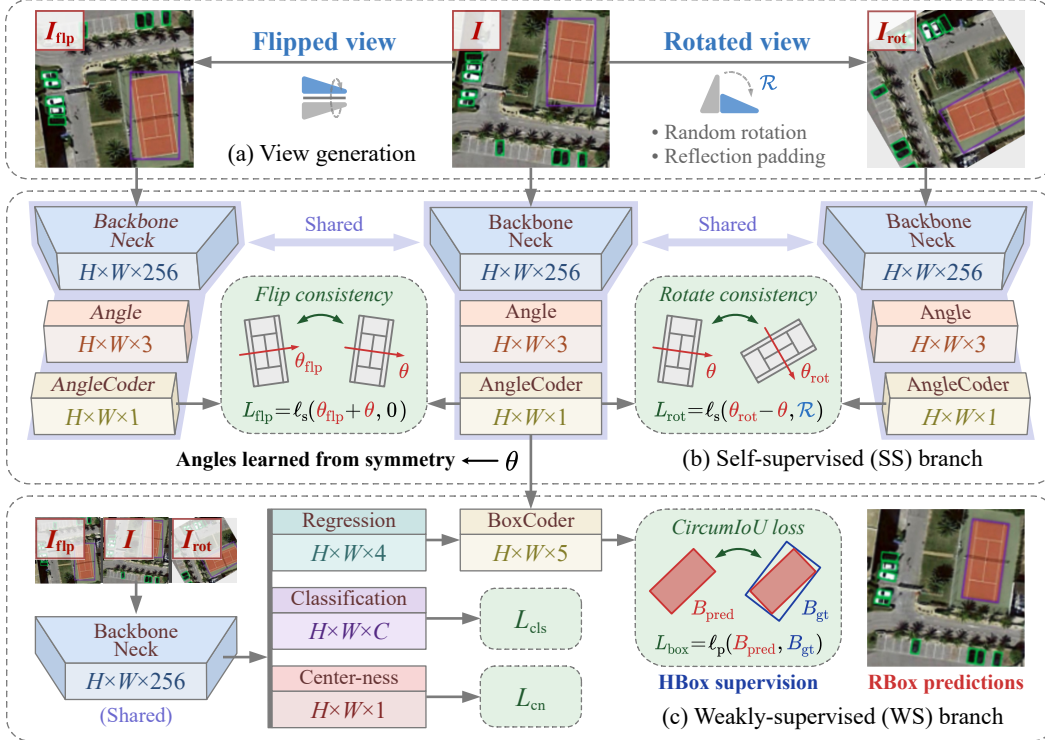 I_flp
Flipped view
I
Rotated view
I_rot
R
• Random rotation
• Reflection padding
(a) View generation
Backbone
Neck
H×W×256
Shared
Backbone
Neck
H×W×256
Shared
Backbone
Neck
H×W×256
Angle
H×W×3
Flip consistency
θ_flp
θ
Angle
H×W×3
Rotate consistency
θ
θ_rot
Angle
H×W×3
AngleCoder
H×W×1
L_flp=ℓ_s(θ_flp+θ, 0)
AngleCoder
H×W×1
L_rot=ℓ_s(θ_rot−θ, R)
AngleCoder
H×W×1
Angles learned from symmetry ← θ
(b) Self-supervised (SS) branch
I_flp
I
I_rot
Backbone
Neck
H×W×256
(Shared)
Regression
H×W×4
BoxCoder
H×W×5
Classification
H×W×C
L_cls
Center-ness
H×W×1
L_cn
CircumIoU loss
B_pred
B_gt
L_box=ℓ_p(B_pred, B_gt)
HBox supervision
RBox predictions
(c) Weakly-supervised (WS) branch